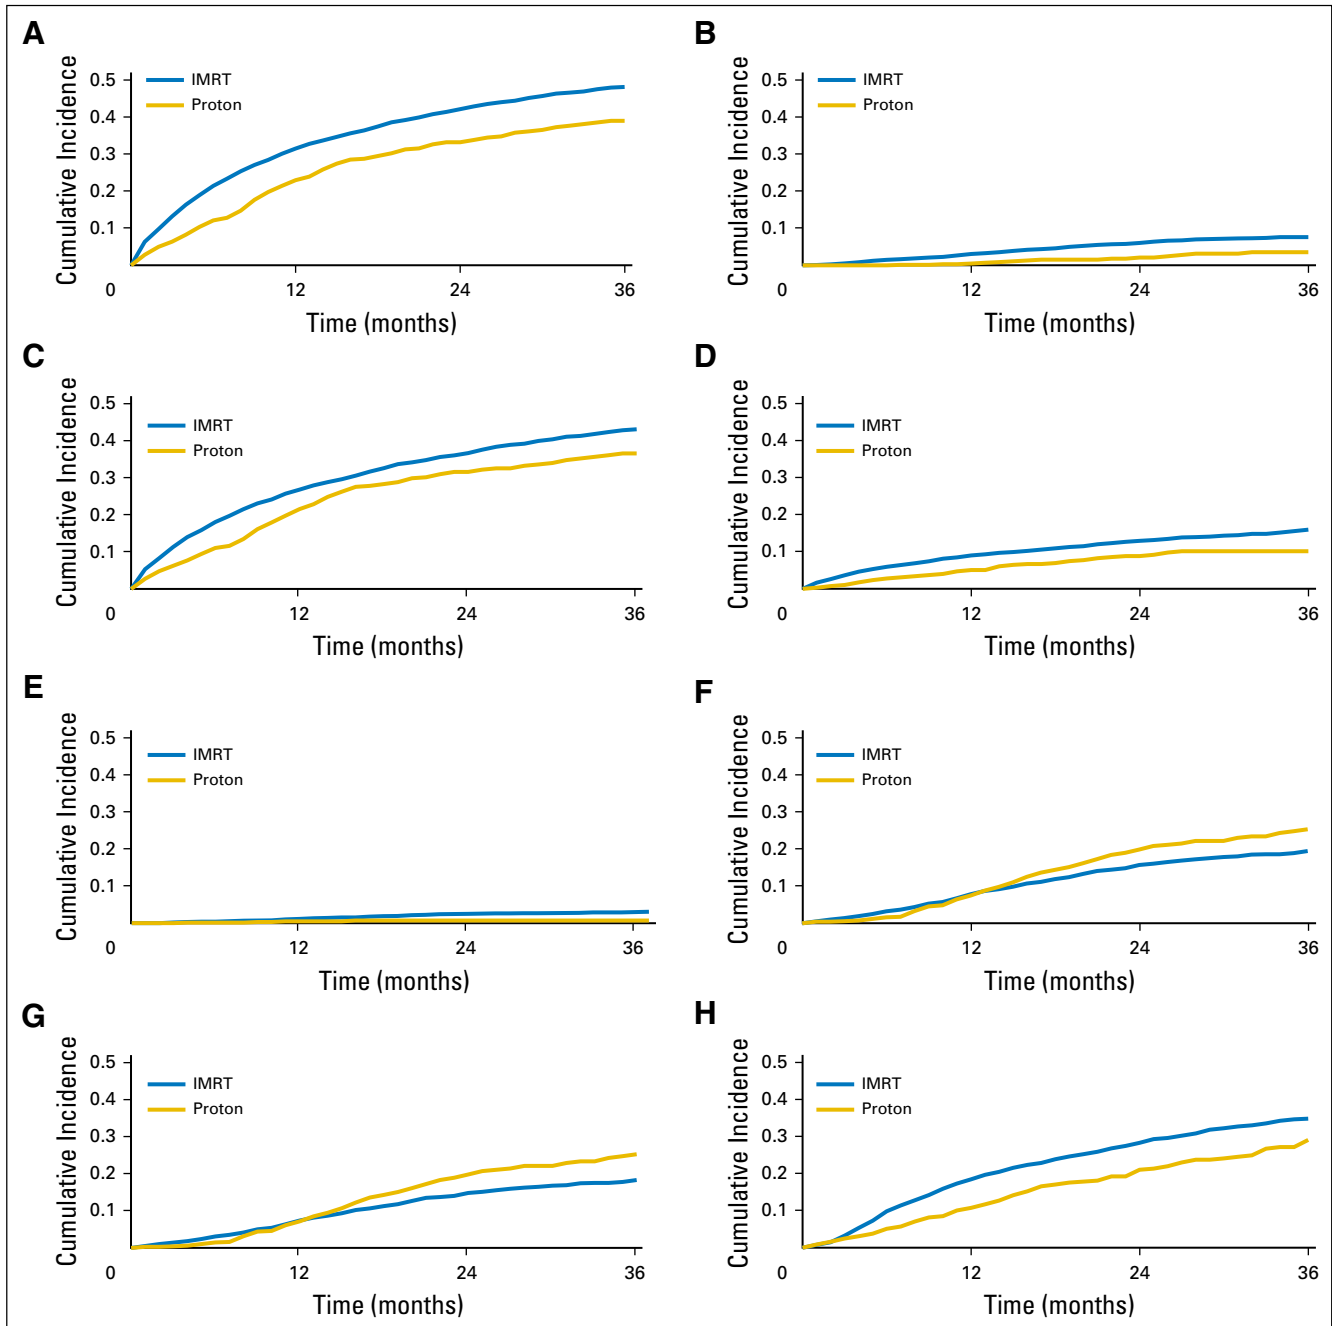 A
Cumulative Incidence
0.5
0.4
0.3
0.2
0.1
IMRT
Proton
0 12 24 36
Time (months)
B
Cumulative Incidence
0.5
0.4
0.3
0.2
0.1
IMRT
Proton
0 12 24 36
Time (months)
C
Cumulative Incidence
0.5
0.4
0.3
0.2
0.1
IMRT
Proton
0 12 24 36
Time (months)
D
Cumulative Incidence
0.5
0.4
0.3
0.2
0.1
IMRT
Proton
0 12 24 36
Time (months)
E
Cumulative Incidence
0.5
0.4
0.3
0.2
0.1
IMRT
Proton
0 12 24 36
Time (months)
F
Cumulative Incidence
0.5
0.4
0.3
0.2
0.1
IMRT
Proton
0 12 24 36
Time (months)
G
Cumulative Incidence
0.5
0.4
0.3
0.2
0.1
IMRT
Proton
0 12 24 36
Time (months)
H
Cumulative Incidence
0.5
0.4
0.3
0.2
0.1
IMRT
Proton
0 12 24 36
Time (months)